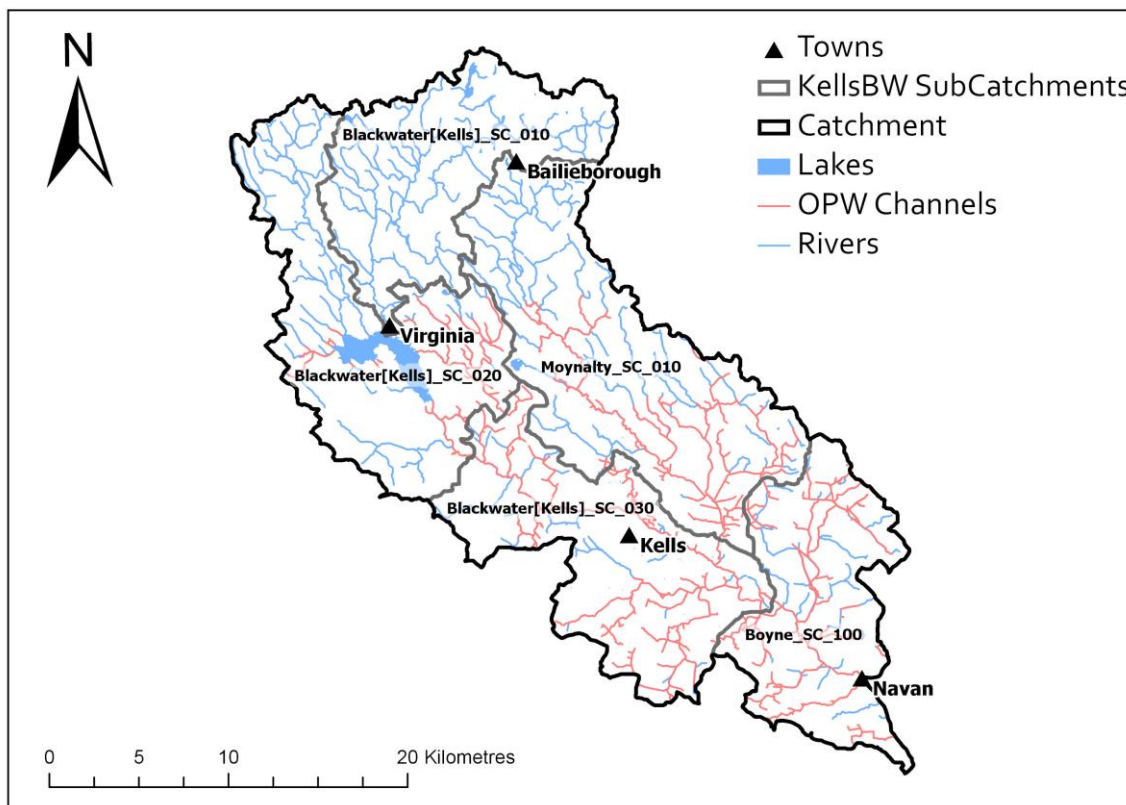 N
Towns
KellsBW SubCatchments
Catchment
Lakes
OPW Channels
Rivers
Blackwater[Kells]_SC_010
Bailieborough
Virginia
Blackwater[Kells]_SC_020
Moynalty_SC_010
Blackwater[Kells]_SC_030
Kells
Boyne_SC_100
Navan
0 5 10 20 Kilometres